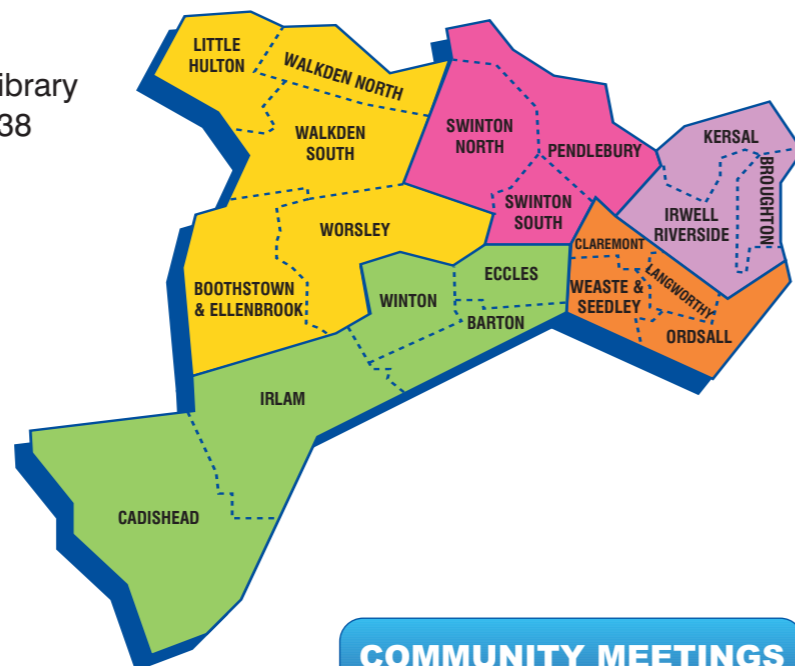 ibrary
38
LITTLE
HULTON
WALKDEN NORTH
WALKDEN
SOUTH
SWINTON
NORTH
PENDLEBURY
KERSAL
BROUGHTON
SWINTON
SOUTH
IRWELL
RIVERSIDE
WORSLEY
CLAREMONT
BOOTHSTOWN
& ELLENBROOK
WINTON
ECCLES
WEASTE &
SEEDLEY
LANGWORTHY
BARTON
ORDSALL
IRLAM
CADISHEAD
COMMUNITY MEETINGS